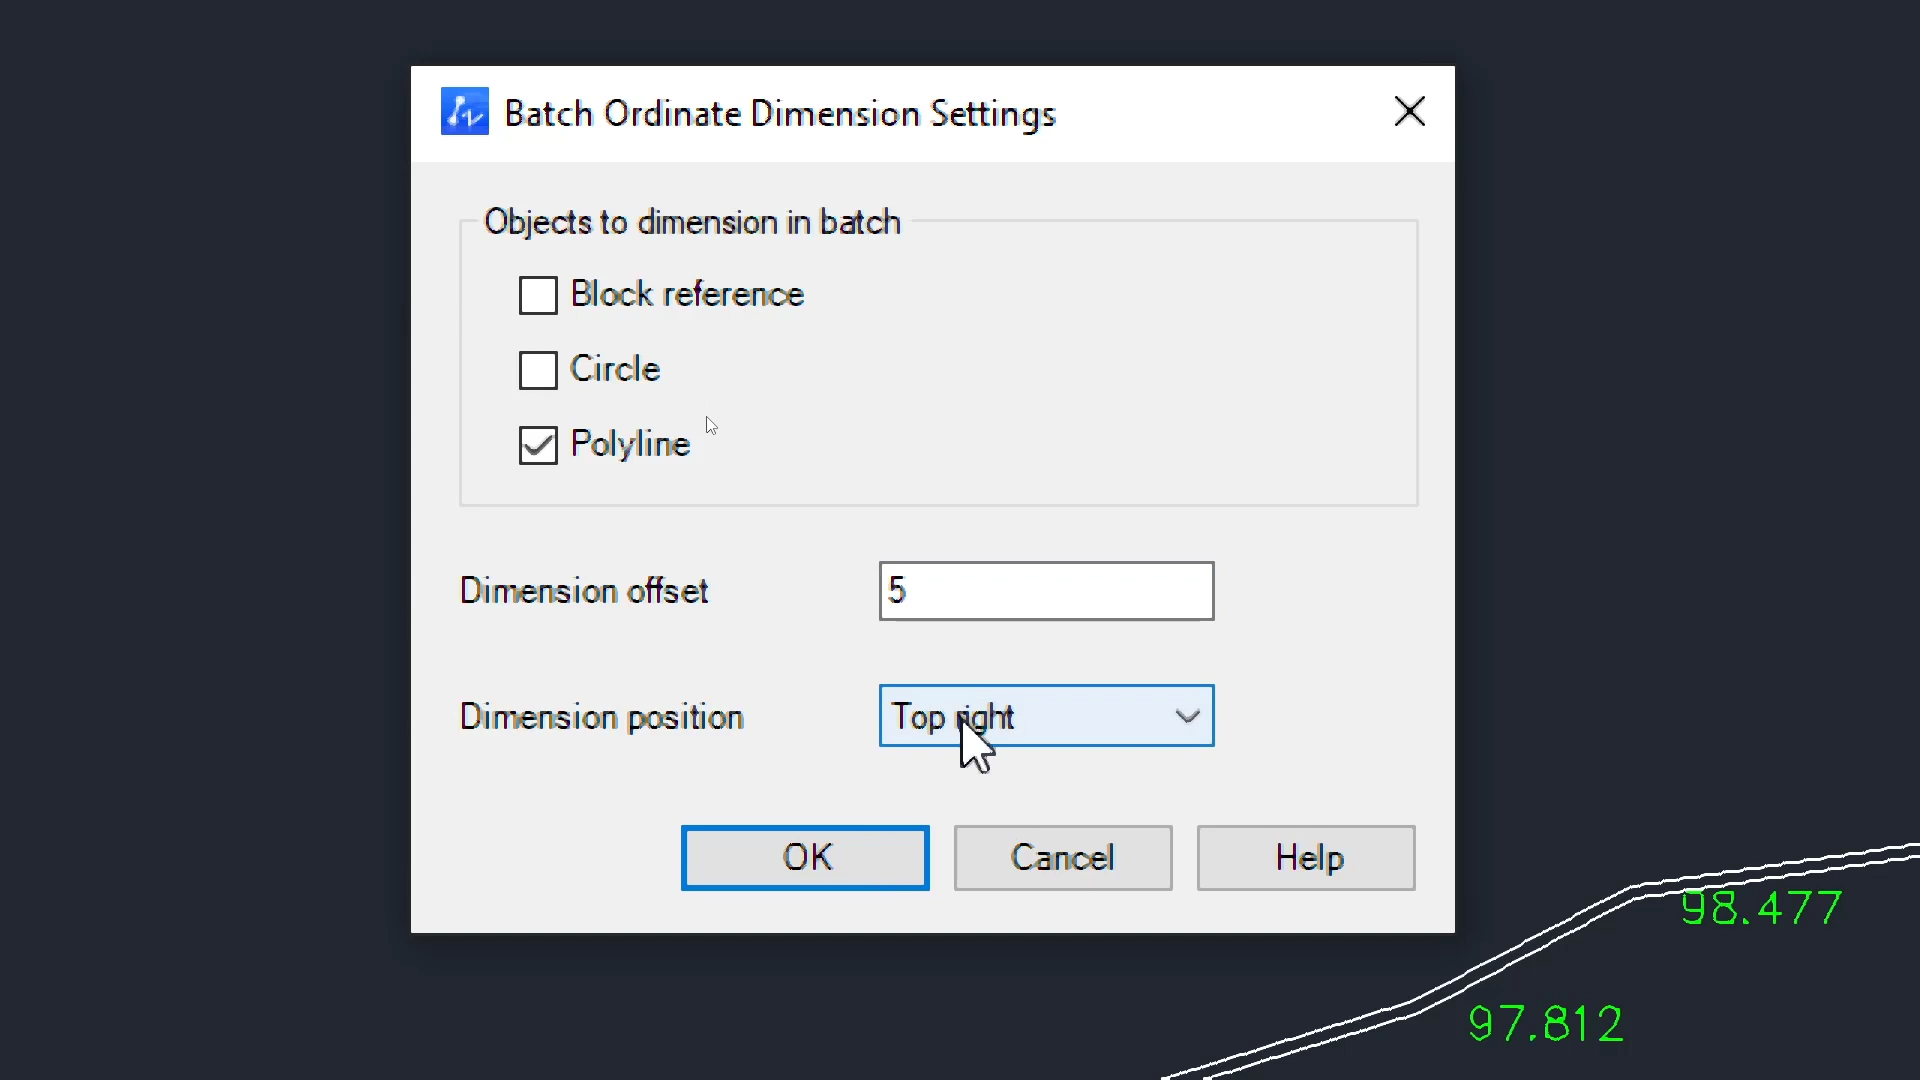 Batch Ordinate Dimension Settings
Objects to dimension in batch
Block reference
Circle
Polyline
Dimension offset
5
Dimension position
Top right
OK
Cancel
Help
98.477
97.812